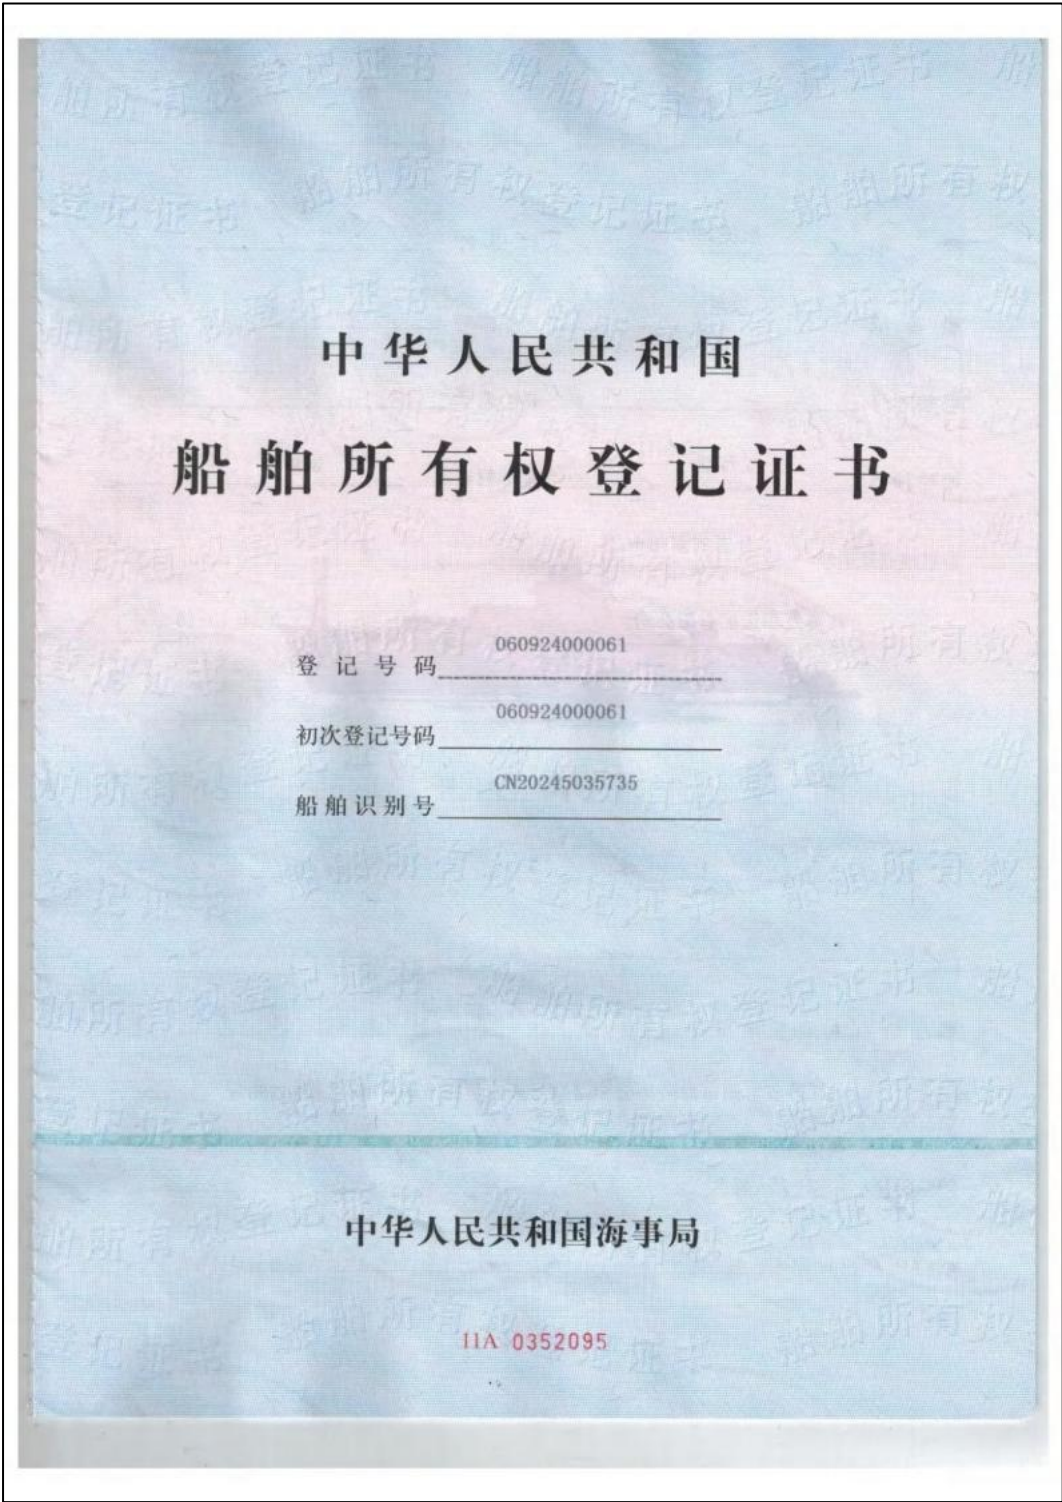 中华人民共和国
船舶所有权登记证书
登记号码 060924000061
初次登记号码 060924000061
船舶识别号 CN20245035735
中华人民共和国海事局
IIA 0352095